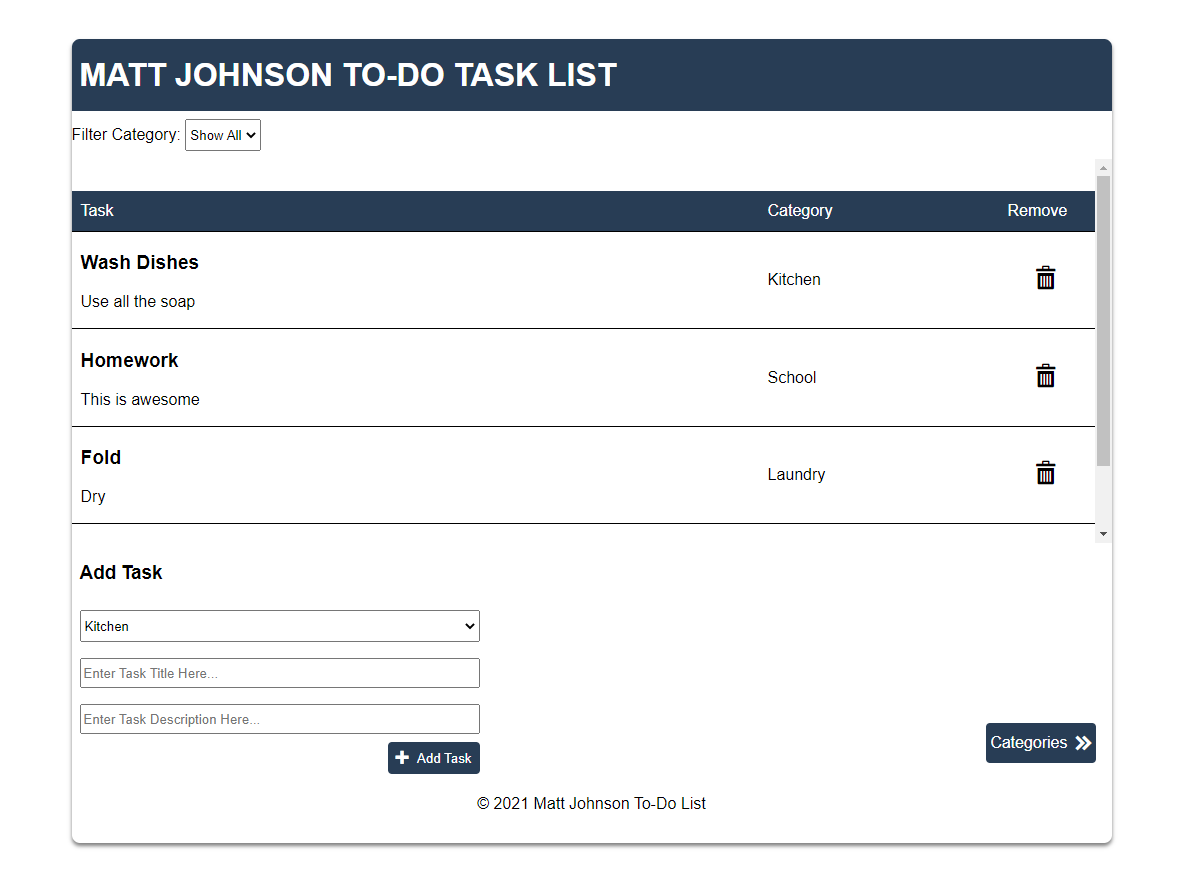 MATT JOHNSON TO-DO TASK LIST
Filter Category: Show All
Task Category Remove
Wash Dishes
Use all the soap
Kitchen
Homework
This is awesome
School
Fold
Dry
Laundry
Add Task
Kitchen
Enter Task Title Here...
Enter Task Description Here...
Add Task
Categories
© 2021 Matt Johnson To-Do List